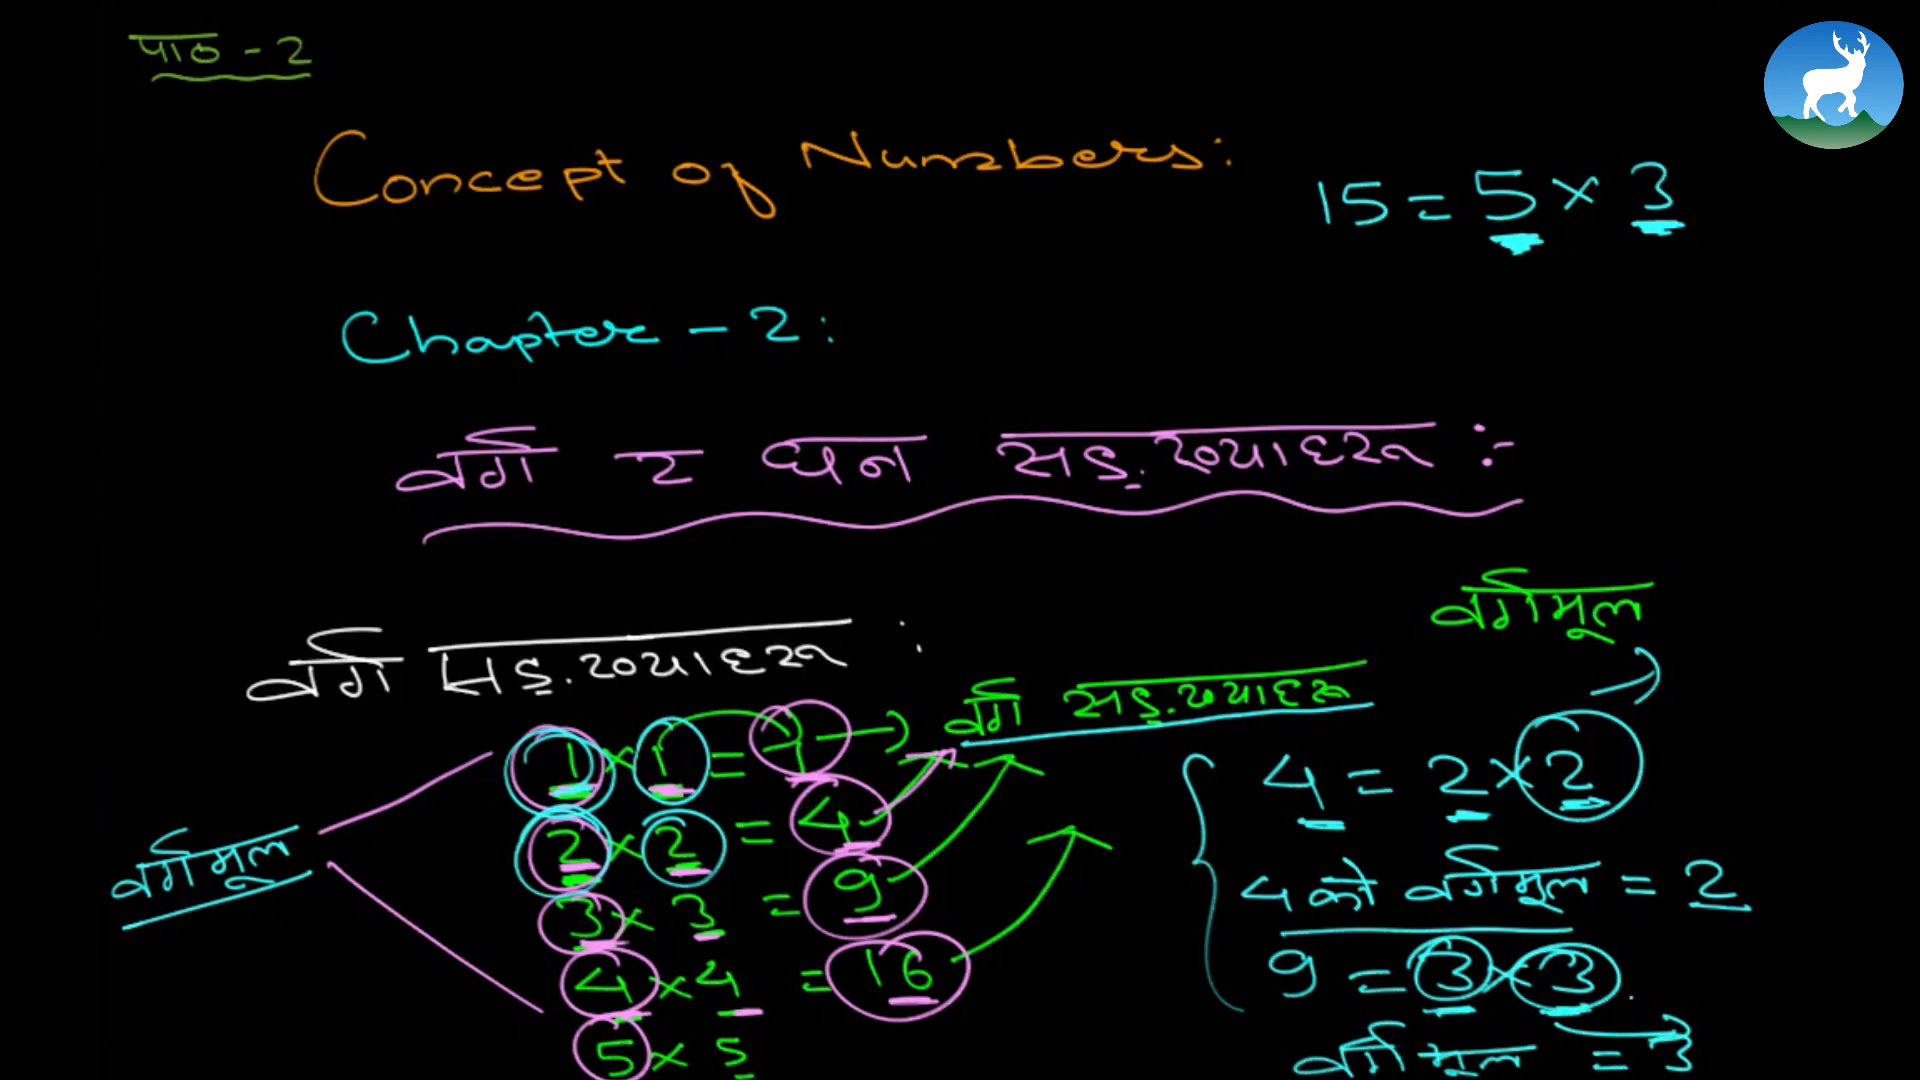 पाठ - 2
Concept of Numbers:
15 = 5 × 3
Chapter - 2:
वर्ग र घन सङ्ख्याहरू :-
वर्गमूल
वर्ग सङ्ख्याहरू :
वर्ग सङ्ख्याहरू
1 × 1 = 1
4 = 2 × 2
2 × 2 = 4
वर्गमूल
4 को वर्गमूल = 2
3 × 3 = 9
9 = 3 × 3
4 × 4 = 16
5 × 5
वर्गमूल = 3